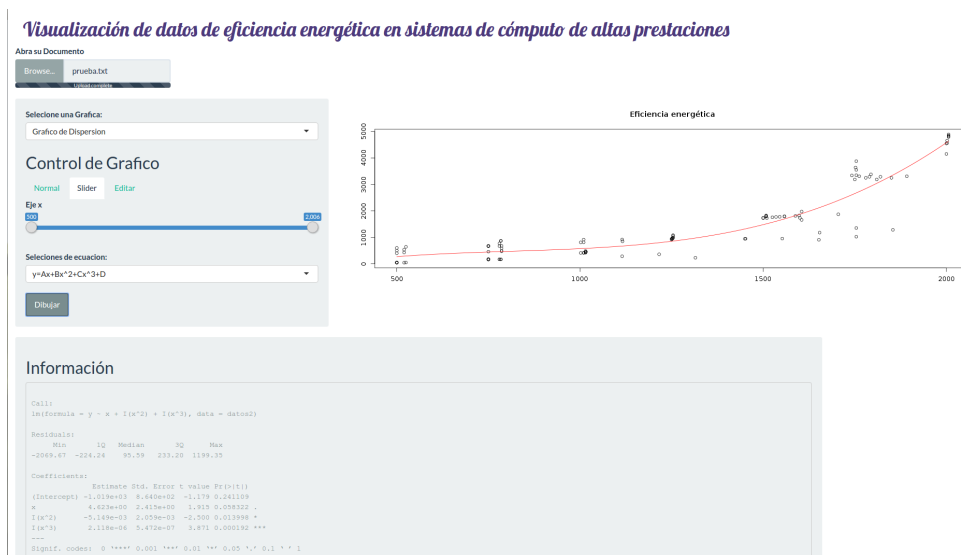 Visualización de datos de eficiencia energética en sistemas de cómputo de altas prestaciones
Abra su Documento
Browse... prueba.txt
Upload complete
Selecione una Grafica:
Grafico de Dispersion
Control de Grafico
Normal Slider Editar
Eje x
500 2,006
Seleciones de ecuacion:
y=Ax+Bx^2+Cx^3+D
Dibujar
Eficiencia energética
5000
4000
3000
2000
1000
0
500 1000 1500 2000
Información
Call:
lm(formula = y ~ x + I(x^2) + I(x^3), data = datos2)
Residuals:
Min 1Q Median 3Q Max
-2069.67 -224.24 95.59 233.20 1199.35
Coefficients:
Estimate Std. Error t value Pr(>|t|)
(Intercept) -1.019e+03 8.640e+02 -1.179 0.241109
x 4.623e+00 2.415e+00 1.915 0.058322 .
I(x^2) -5.149e-03 2.059e-03 -2.500 0.013998 *
I(x^3) 2.118e-06 5.472e-07 3.871 0.000192 ***
---
Signif. codes: 0 '***' 0.001 '**' 0.01 '*' 0.05 '.' 0.1 ' ' 1